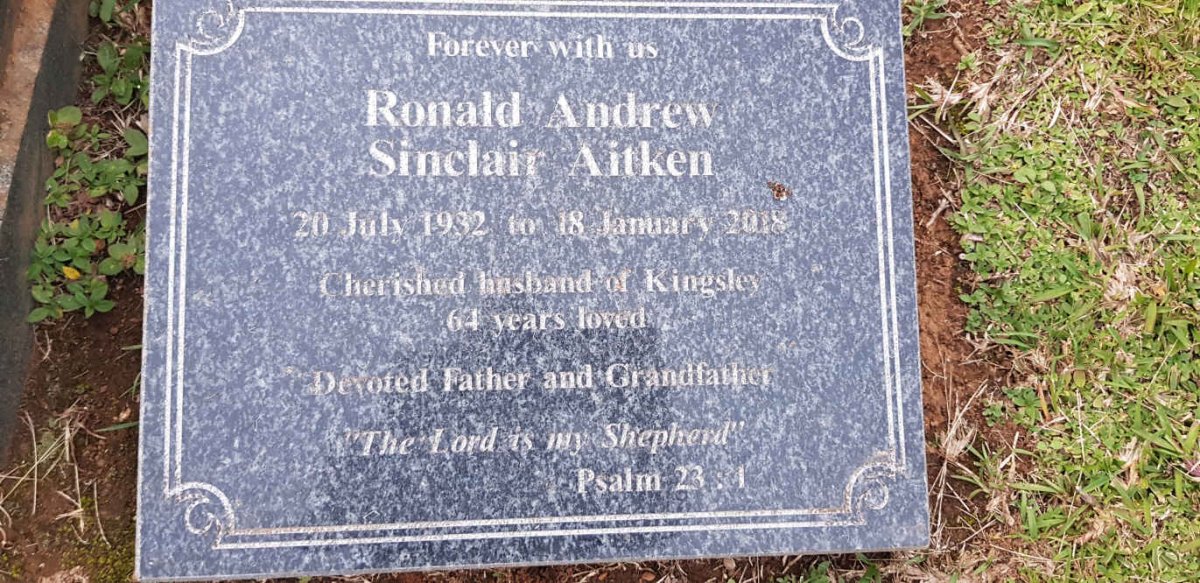 Forever with us
Ronald Andrew
Sinclair Aitken
20 July 1932 to 18 January 2018
Cherished husband of Kingsley
64 years loved
Devoted Father and Grandfather
"The Lord is my Shepherd"
Psalm 23 : 1